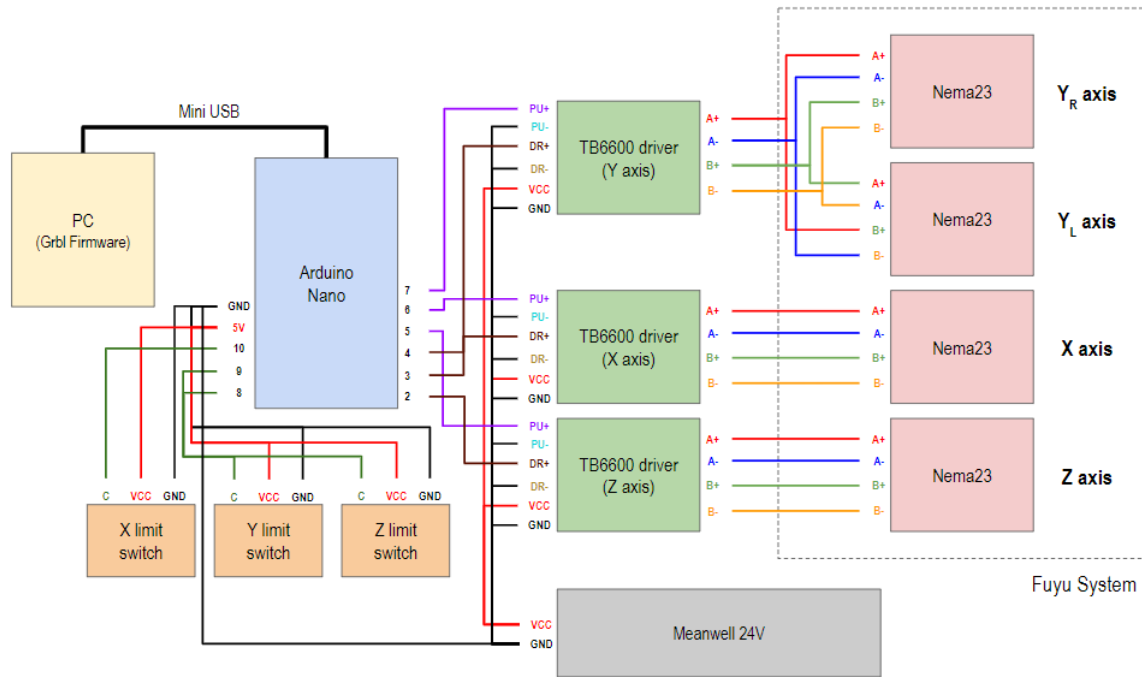 Mini USB
PC
(Grbl Firmware)
Arduino
Nano
GND
5V
10
9
8
7
6
5
4
3
2
C
VCC
GND
X limit
switch
C
VCC
GND
Y limit
switch
C
VCC
GND
Z limit
switch
PU+
PU-
DR+
DR-
VCC
GND
TB6600 driver
(Y axis)
A+
A-
B+
B-
PU+
PU-
DR+
DR-
VCC
GND
TB6600 driver
(X axis)
A+
A-
B+
B-
PU+
PU-
DR+
DR-
VCC
GND
TB6600 driver
(Z axis)
A+
A-
B+
B-
VCC
GND
Meanwell 24V
A+
A-
B+
B-
Nema23
YR axis
A+
A-
B+
B-
Nema23
YL axis
A+
A-
B+
B-
Nema23
X axis
A+
A-
B+
B-
Nema23
Z axis
Fuyu System